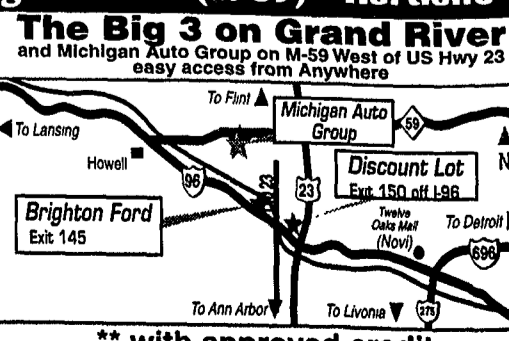 The Big 3 on Grand River
and Michigan Auto Group on M-59 West of US Hwy 23
easy access from Anywhere
To Flint
Michigan Auto
Group
59
To Lansing
Howell
96
23
23
Discount Lot
Exit 150 off I-96
Brighton Ford
Exit 145
Twelve
Oaks Mall
(Novi)
To Detroit
696
N
To Ann Arbor
To Livonia
275
** with approved credit